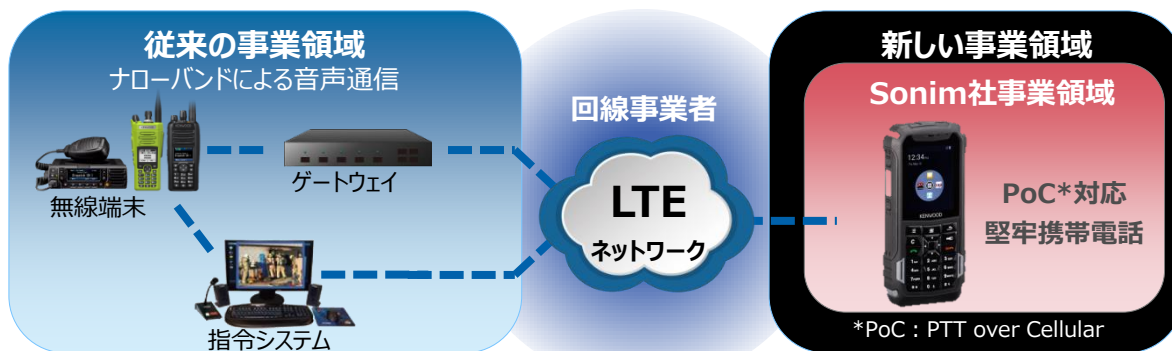 従来の事業領域
ナローバンドによる音声通信
無線端末
ゲートウェイ
指令システム
回線事業者
LTE
ネットワーク
新しい事業領域
Sonim社事業領域
12:34
KENWOOD
PoC*対応
堅牢携帯電話
*PoC：PTT over Cellular